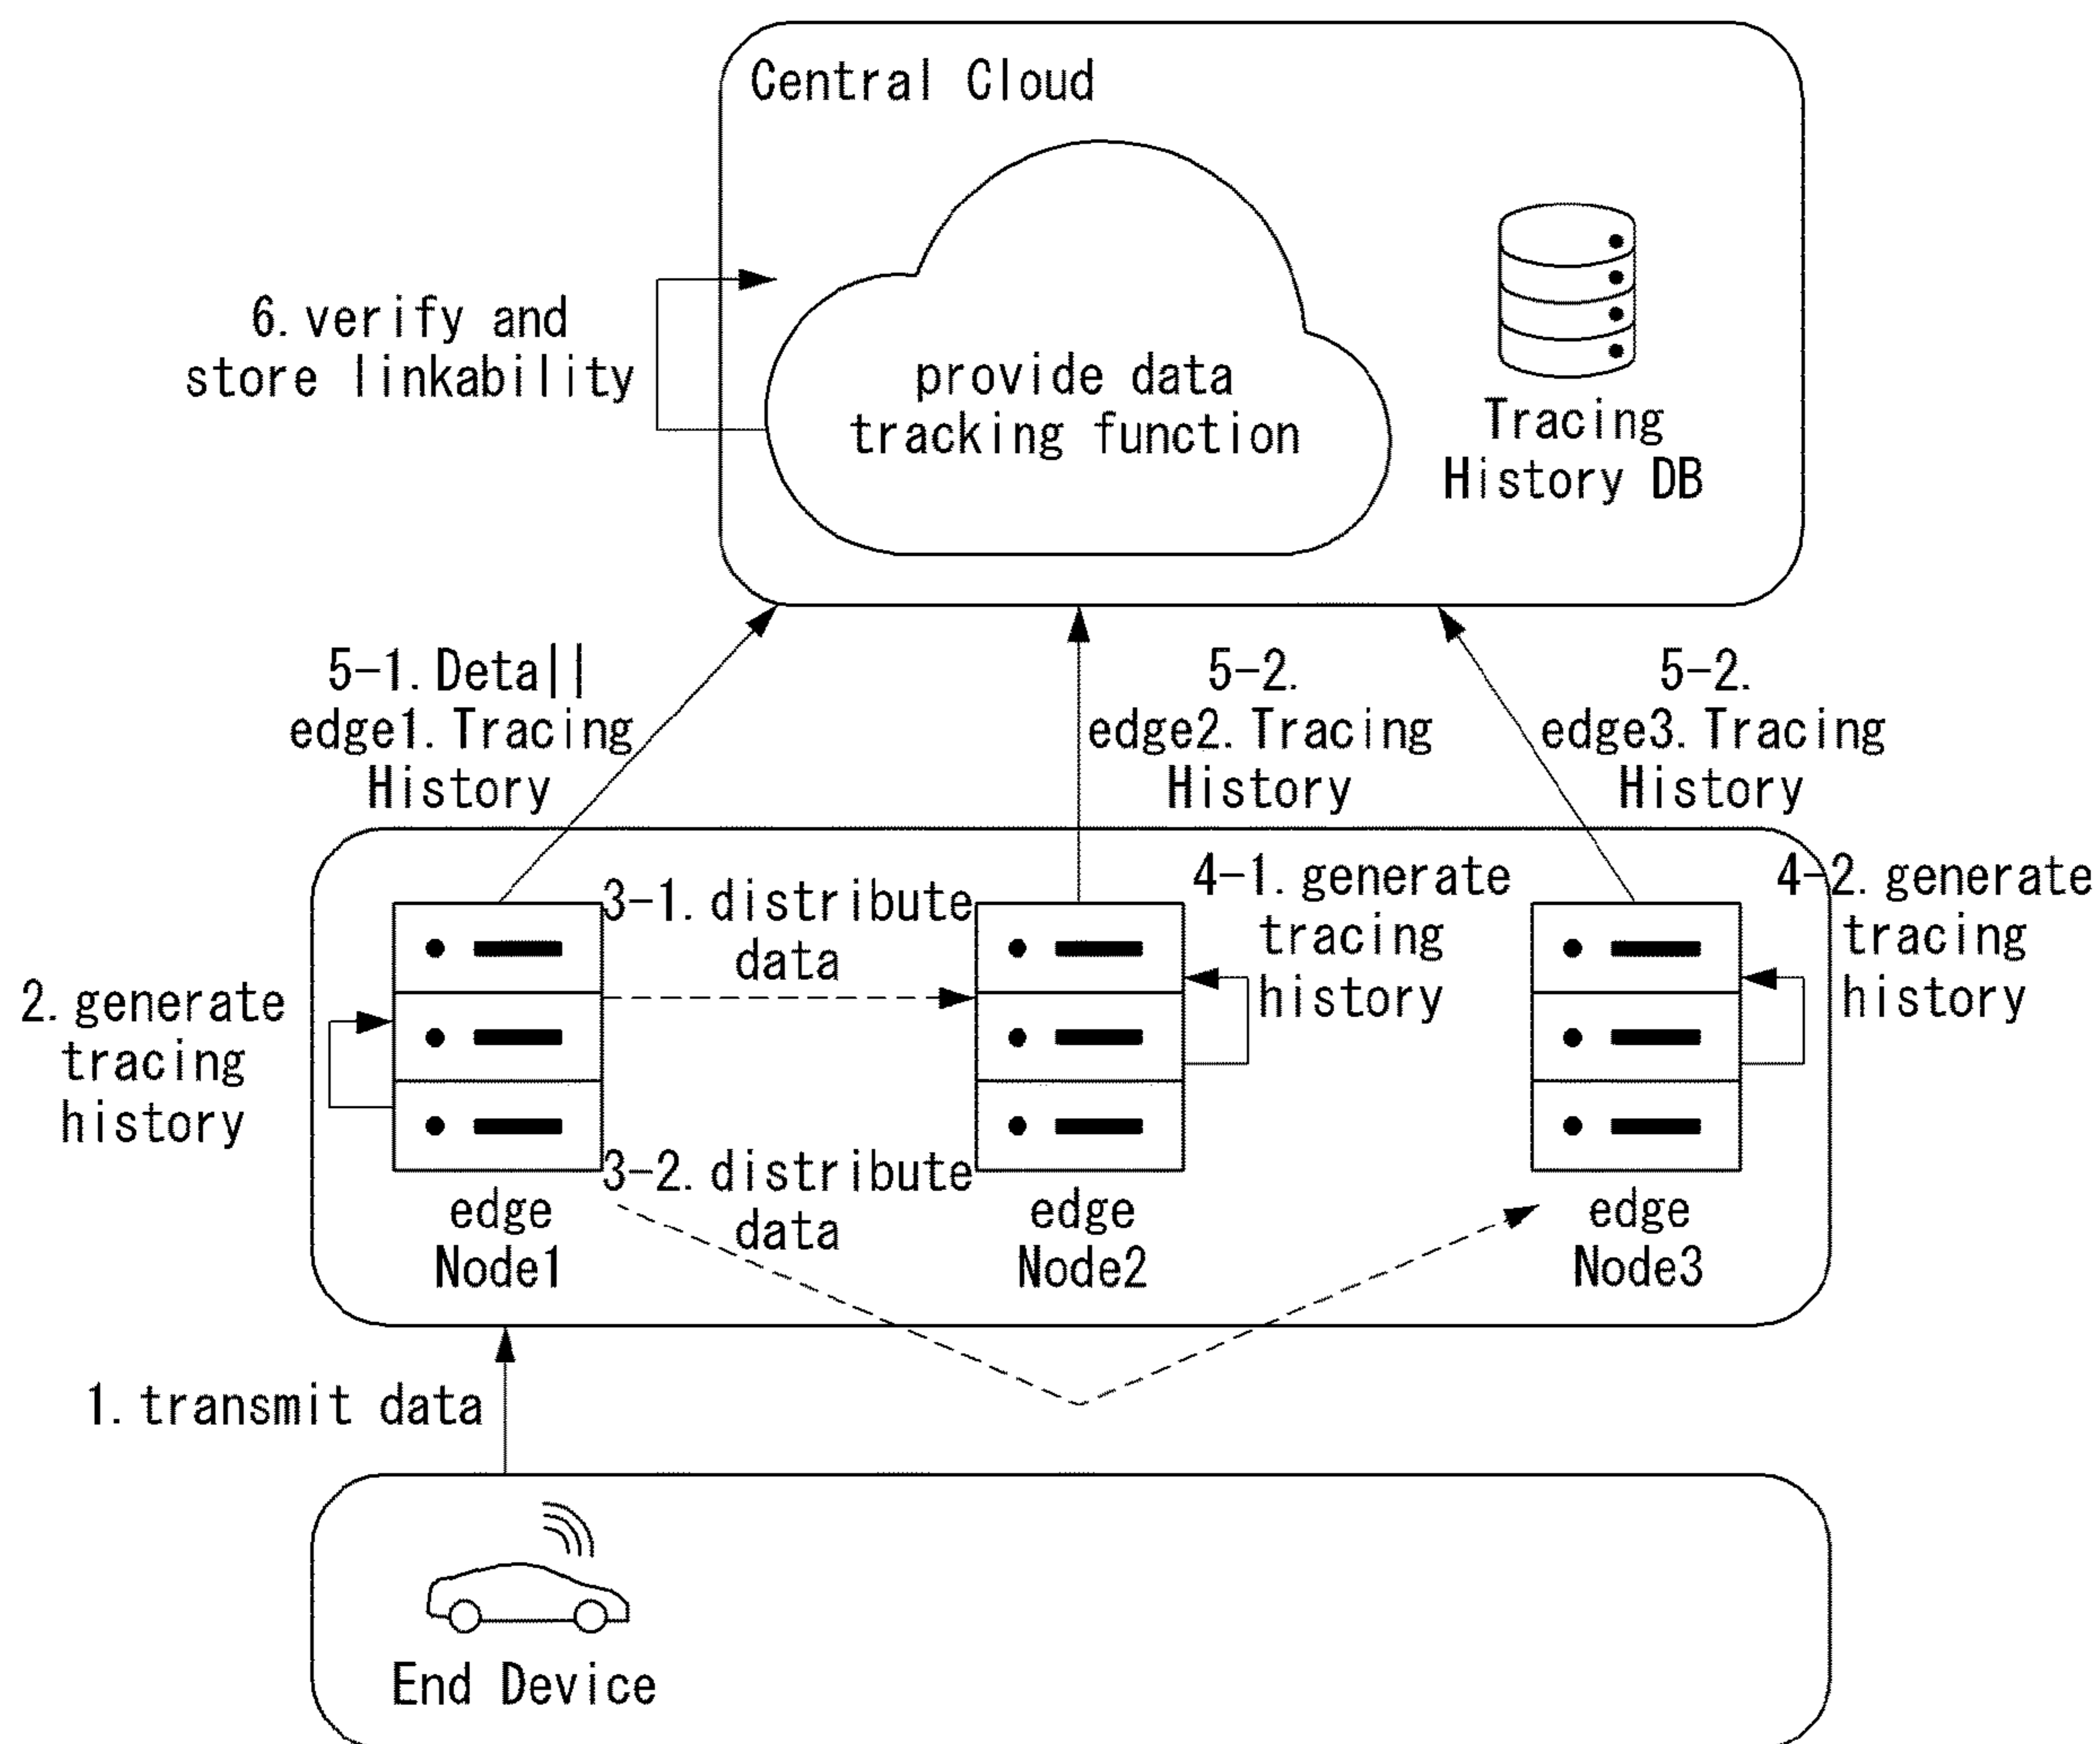 Central Cloud
6. verify and
store linkability
provide data
tracking function
Tracing
History DB
5-1. Deta||
edge1. Tracing
History
5-2.
edge2. Tracing
History
5-2.
edge3. Tracing
History
3-1. distribute
data
4-1. generate
tracing
history
4-2. generate
tracing
history
2. generate
tracing
history
3-2. distribute
data
edge
Node1
edge
Node2
edge
Node3
1. transmit data
End Device